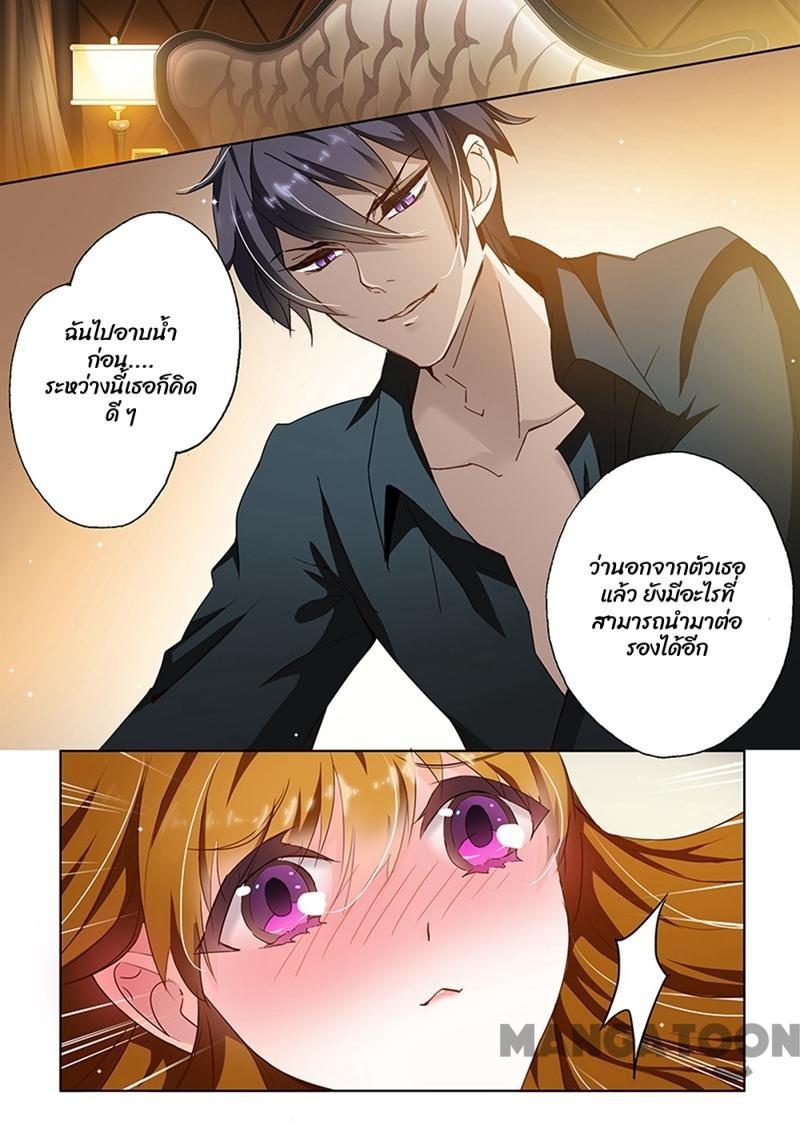 ฉันไปอาบน้ำ
ก่อน....
ระหว่างนี้เธอก็คิด
ดี ๆ
ว่านอกจากตัวเธอ
แล้ว ยังมีอะไรที่
สามารถนำมาต่อ
รองได้อีก
MANGATOON